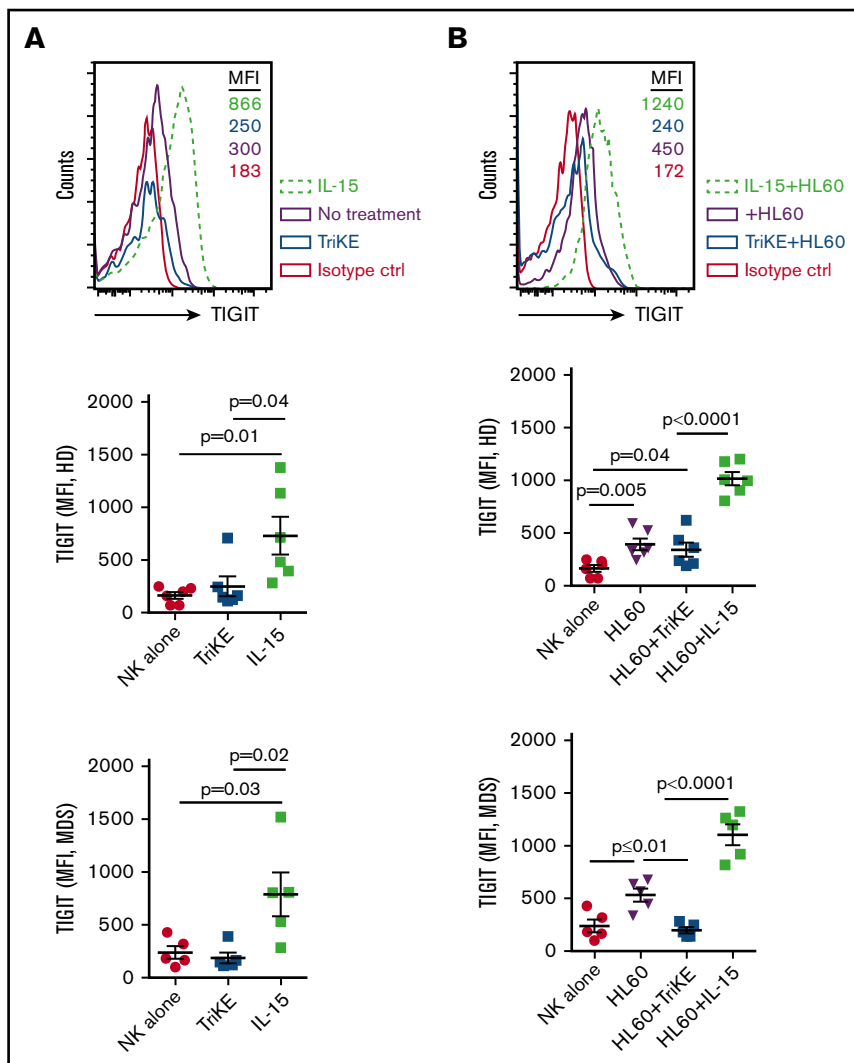 A
MFI
866
250
300
183
Counts
TIGIT
IL-15
No treatment
TriKE
Isotype ctrl
B
MFI
1240
240
450
172
Counts
TIGIT
IL-15+HL60
+HL60
TriKE+HL60
Isotype ctrl
TIGIT (MFI, HD)
2000
1500
1000
500
0
p=0.04
p=0.01
NK alone
TriKE
IL-15
TIGIT (MFI, HD)
2000
1500
1000
500
0
p<0.0001
p=0.04
p=0.005
NK alone
HL60
HL60+TriKE
HL60+IL-15
TIGIT (MFI, MDS)
2000
1500
1000
500
0
p=0.02
p=0.03
NK alone
TriKE
IL-15
TIGIT (MFI, MDS)
2000
1500
1000
500
0
p<0.0001
p≤0.01
NK alone
HL60
HL60+TriKE
HL60+IL-15